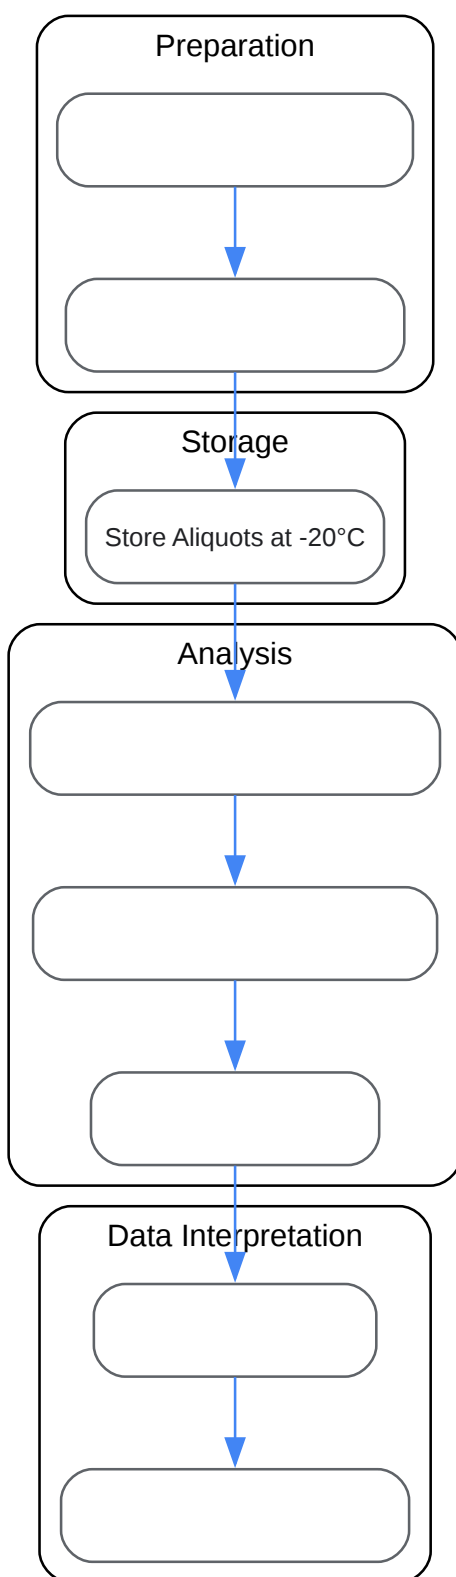 Preparation
Storage
Store Aliquots at -20°C
Analysis
Data Interpretation